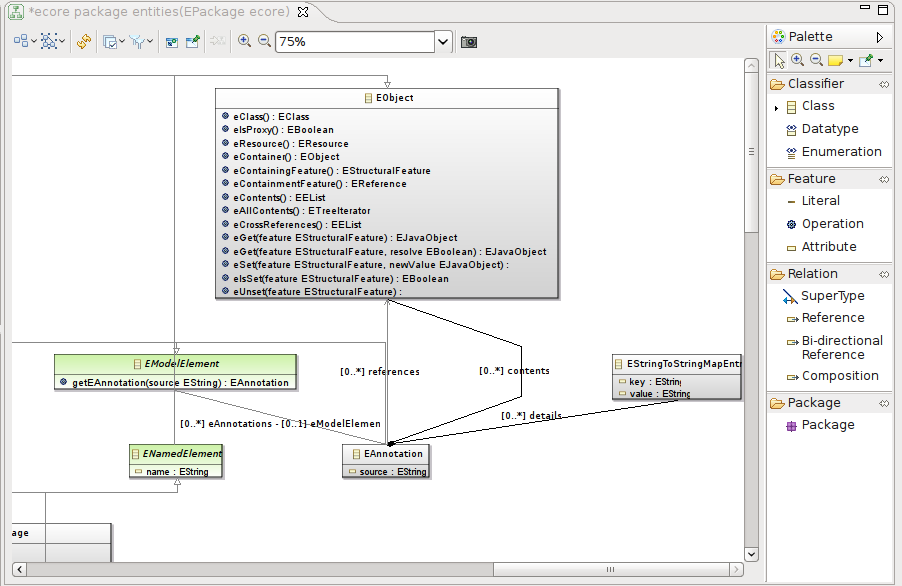 *ecore package entities(EPackage ecore)
75%
EObject
eClass() : EClass
eIsProxy() : EBoolean
eResource() : EResource
eContainer() : EObject
eContainingFeature() : EStructuralFeature
eContainmentFeature() : EReference
eContents() : EEList
eAllContents() : ETreeIterator
eCrossReferences() : EEList
eGet(feature EStructuralFeature) : EJavaObject
eGet(feature EStructuralFeature, resolve EBoolean) : EJavaObject
eSet(feature EStructuralFeature, newValue EJavaObject) :
eIsSet(feature EStructuralFeature) : EBoolean
eUnset(feature EStructuralFeature) :
EModelElement
getEAnnotation(source EString) : EAnnotation
[0..*] references
[0..*] contents
EStringToStringMapEntr
key : EString
value : EString
[0..*] details
[0..*] eAnnotations - [0..1] eModelElemen
ENamedElement
name : EString
EAnnotation
source : EString
age
Palette
Classifier
Class
Datatype
Enumeration
Feature
Literal
Operation
Attribute
Relation
SuperType
Reference
Bi-directional
Reference
Composition
Package
Package